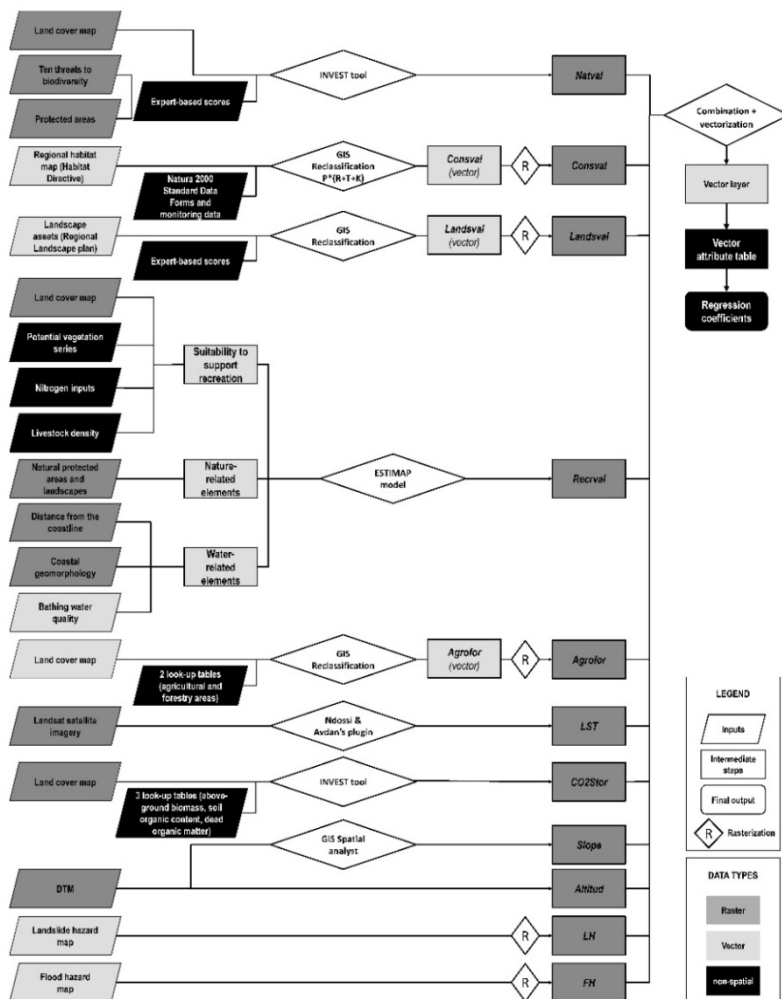 Land cover map
Ten threats to
biodiversity
Protected areas
Expert-based scores
INVEST tool
Natval
Combination +
vectorization
Regional habitat
map (Habitat
Directive)
Natura 2000
Standard Data
Forms and
monitoring data
GIS
Reclassification
P*(R+T+K)
Consval
(vector)
R
Consval
Vector layer
Landscape
assets (Regional
Landscape plan)
Expert-based scores
GIS
Reclassification
Landsval
(vector)
R
Landsval
Vector
attribute table
Regression
coefficients
Land cover map
Potential vegetation
series
Nitrogen inputs
Livestock density
Suitability to
support
recreation
Natural protected
areas and
landscapes
Nature-
related
elements
ESTIMAP
model
Recrval
Distance from the
coastline
Coastal
geomorphology
Bathing water
quality
Water-
related
elements
Land cover map
2 look-up tables
(agricultural and
forestry areas)
GIS
Reclassification
Agrofor
(vector)
R
Agrofor
Landsat satellite
imagery
Ndossi &
Avdan's plugin
LST
Land cover map
3 look-up tables (above-
ground biomass, soil
organic content, dead
organic matter)
INVEST tool
CO2Stor
GIS Spatial
analyst
Slope
DTM
Altitud
Landslide hazard
map
R
LH
Flood hazard
map
R
FH
LEGEND
Inputs
Intermediate
steps
Final output
R
Rasterization
DATA TYPES
Raster
Vector
non-spatial